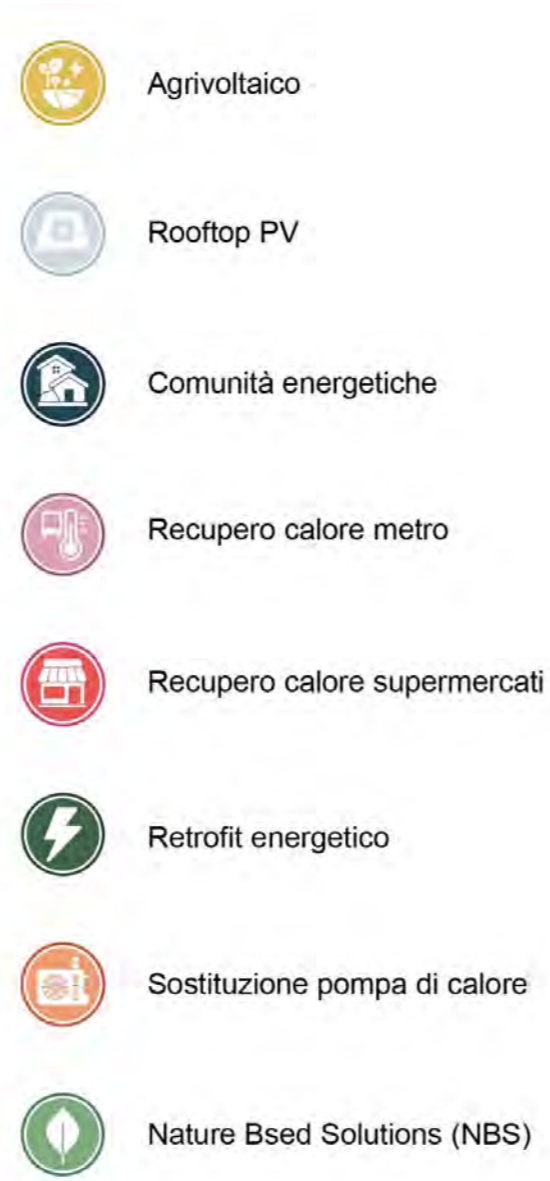 Agrivoltaico
Rooftop PV
Comunità energetiche
Recupero calore metro
Recupero calore supermercati
Retrofit energetico
Sostituzione pompa di calore
Nature Bsed Solutions (NBS)